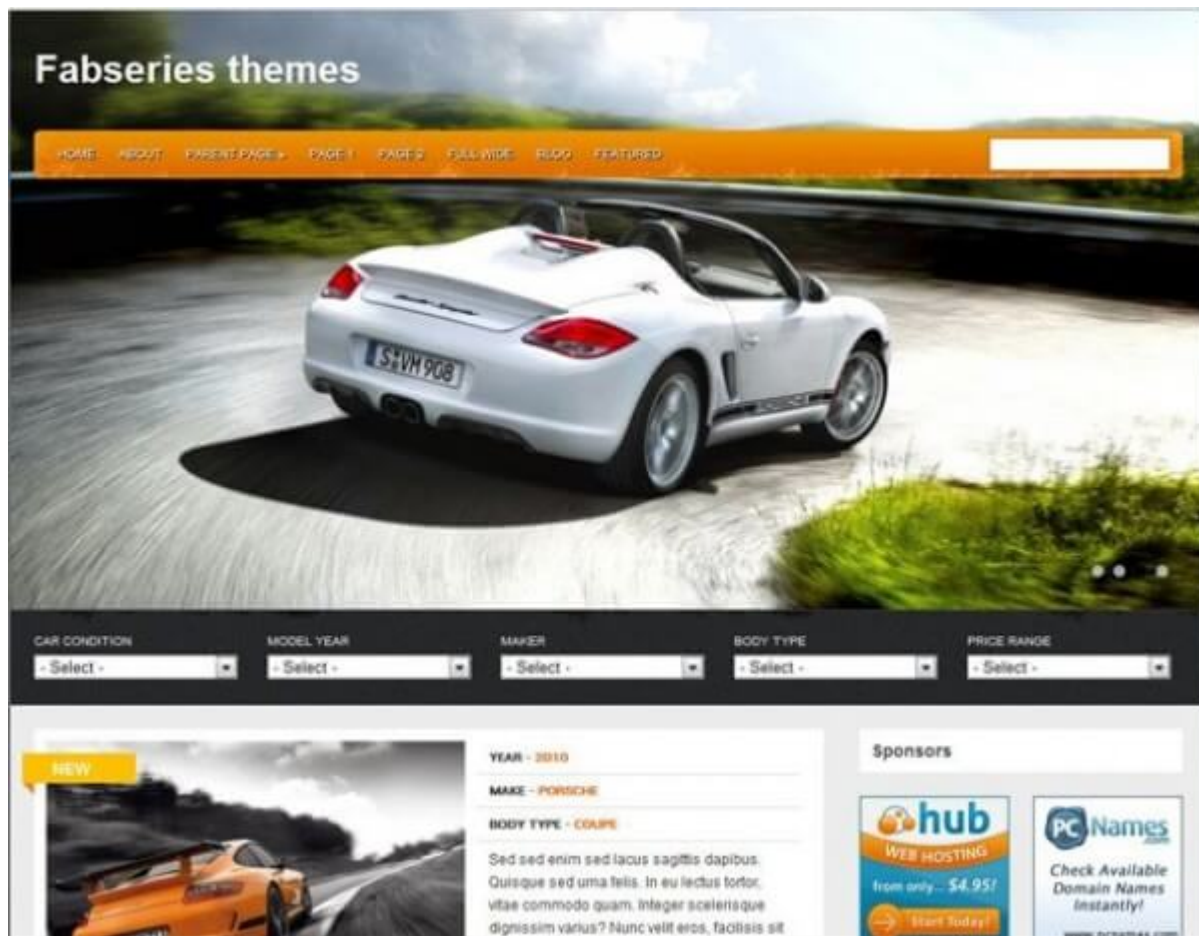 Fabseries themes
HOME ABOUT PARENT PAGE » PAGE 1 PAGE 2 FULL WIDE BLOG FEATURED
S VM 908
PORSCHE
CAR CONDITION MODEL YEAR MAKER BODY TYPE PRICE RANGE
- Select - - Select - - Select - - Select - - Select -
NEW
YEAR - 2010
MAKE - PORSCHE
BODY TYPE - COUPE
Sed sed enim sed lacus sagittis dapibus.
Quisque sed urna felis. In eu lectus tortor,
vitae commodo quam. Integer scelerisque
dignissim varius? Nunc velit eros, facilisis sit
Sponsors
hub
WEB HOSTING
from only... $4.95!
Start Today!
PC Names
.com
Check Available
Domain Names
Instantly!